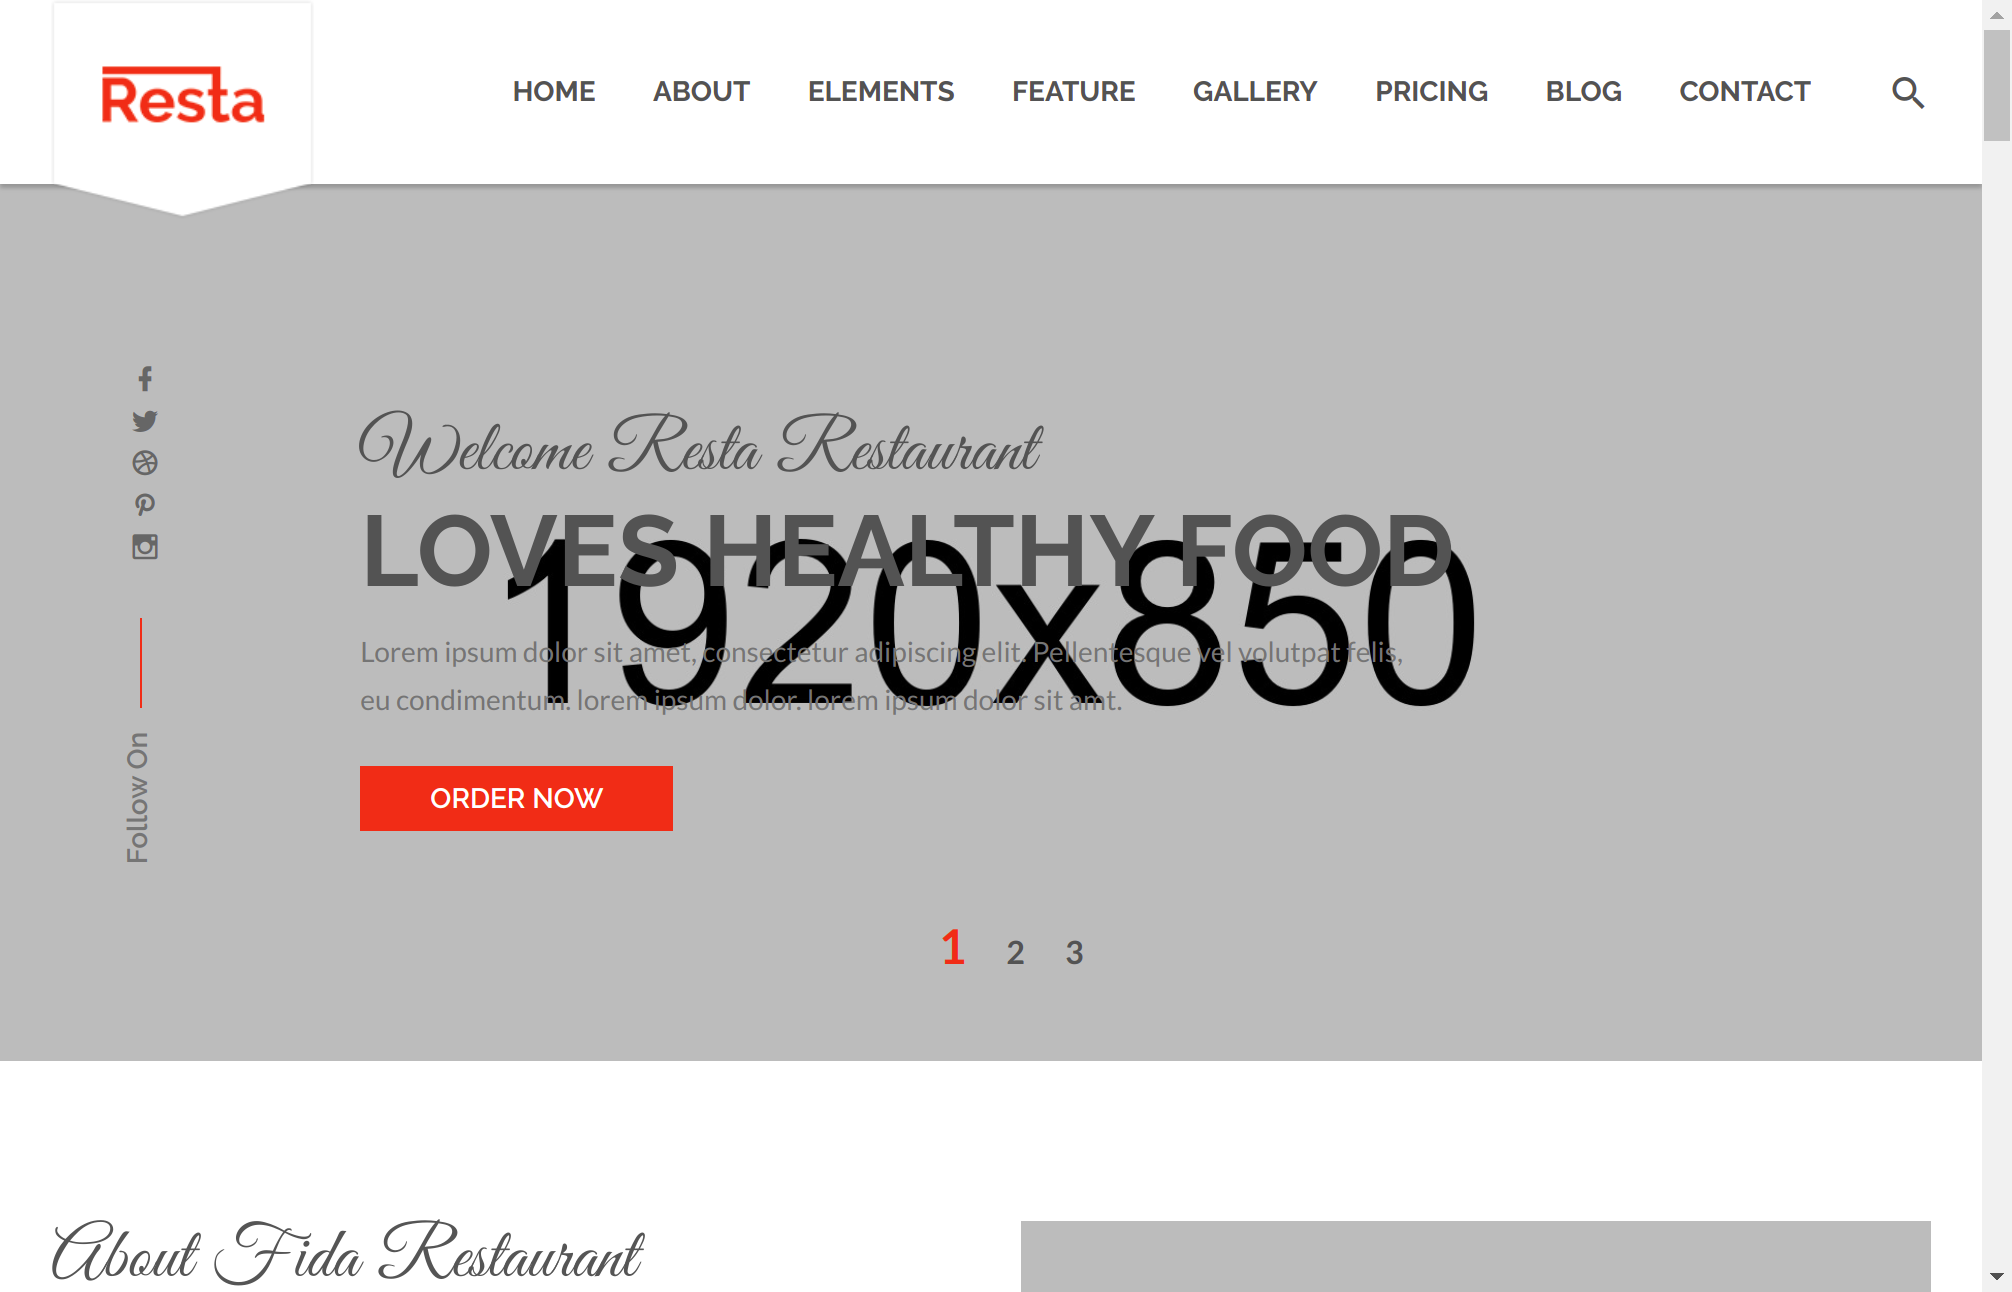 Resta
HOME ABOUT ELEMENTS FEATURE GALLERY PRICING BLOG CONTACT
Welcome Resta Restaurant
LOVES HEALTHY FOOD
1920x850
Lorem ipsum dolor sit amet, consectetur adipiscing elit. Pellentesque vel volutpat felis,
eu condimentum. lorem ipsum dolor. lorem ipsum dolor sit amt.
ORDER NOW
Follow On
1 2 3
About Fida Restaurant